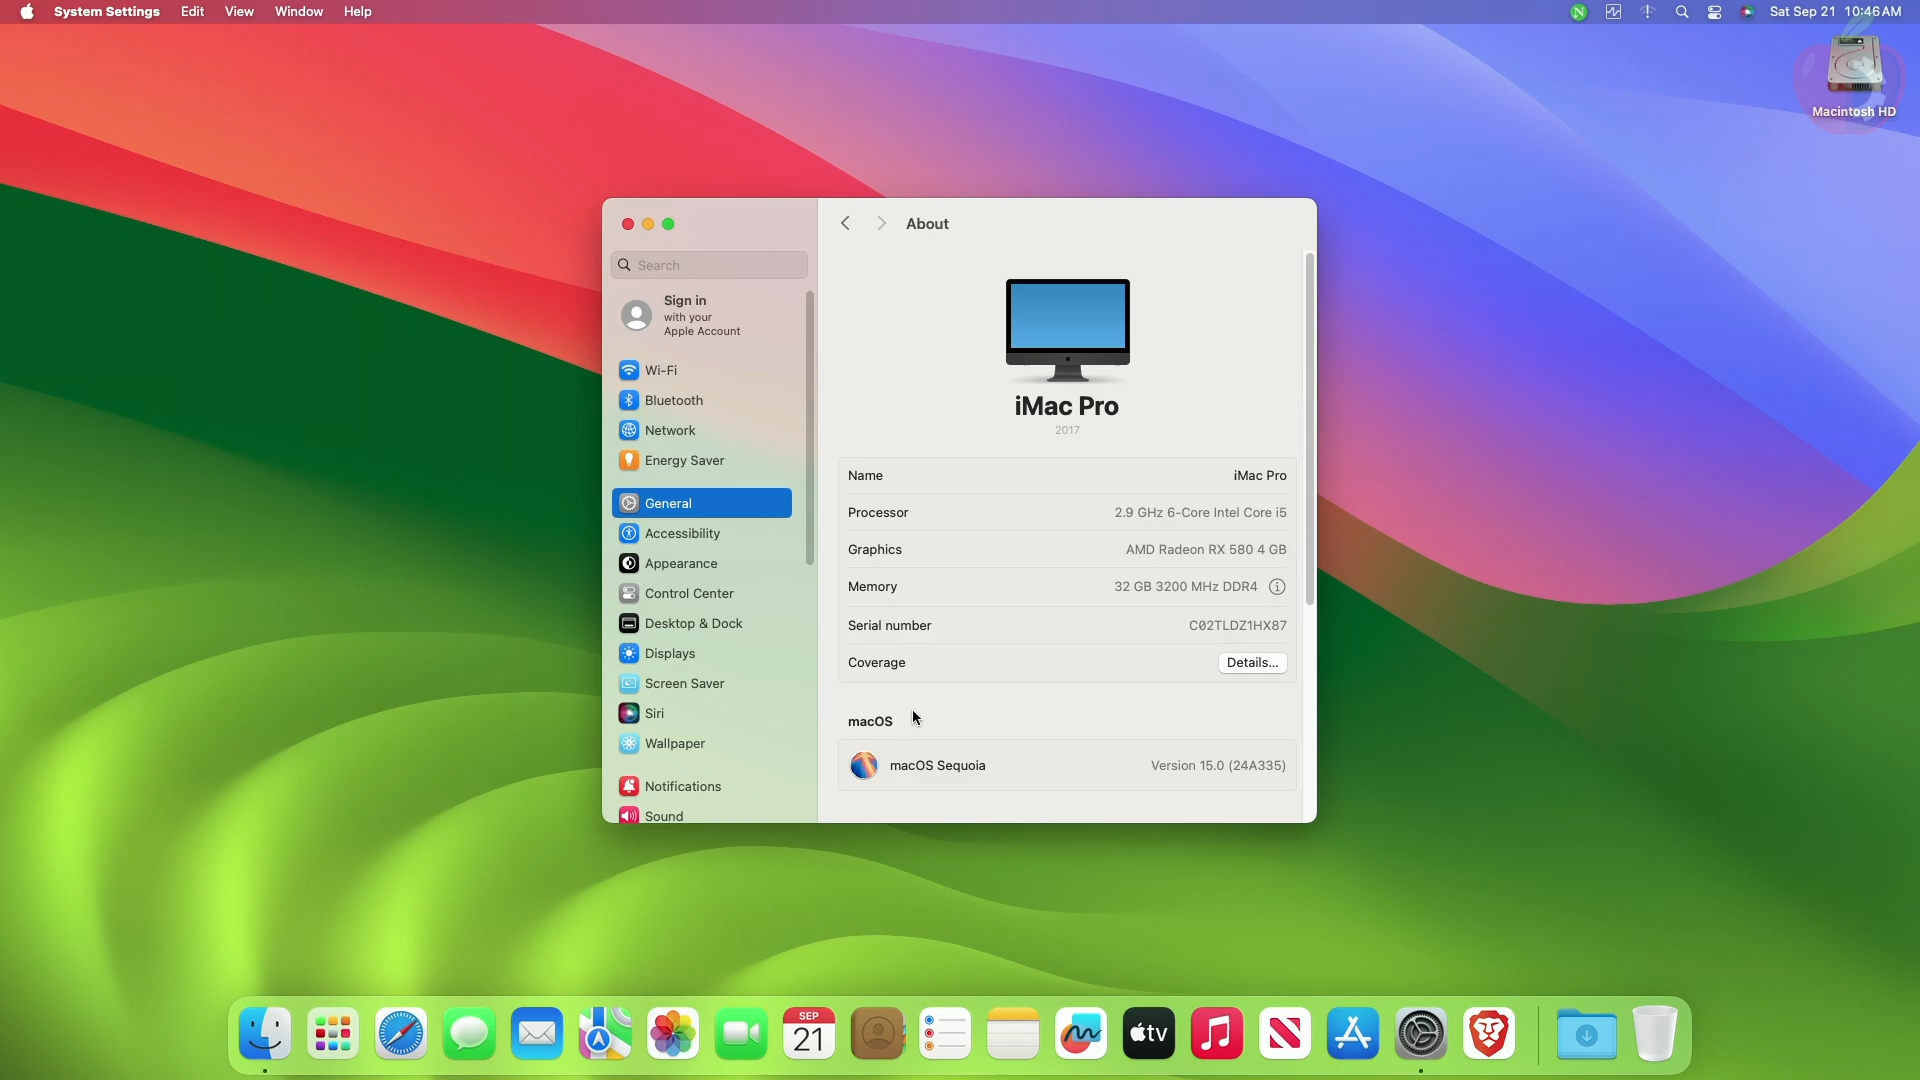 System Settings Edit View Window Help Sat Sep 21 10:46 AM
Macintosh HD
About
Search
Sign in
with your
Apple Account
Wi-Fi
Bluetooth
Network
Energy Saver
General
Accessibility
Appearance
Control Center
Desktop & Dock
Displays
Screen Saver
Siri
Wallpaper
Notifications
Sound
iMac Pro
2017
Name iMac Pro
Processor 2.9 GHz 6-Core Intel Core i5
Graphics AMD Radeon RX 580 4 GB
Memory 32 GB 3200 MHz DDR4
Serial number C02TLDZ1HX87
Coverage Details...
macOS
macOS Sequoia Version 15.0 (24A335)
SEP
21
tv